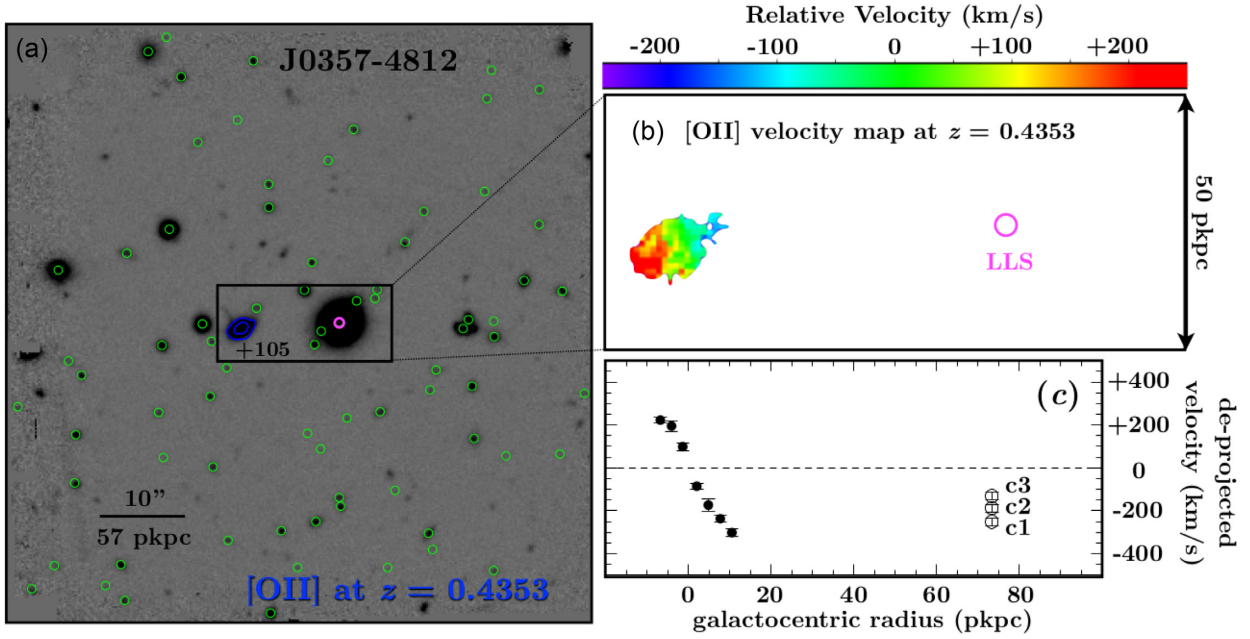 (a)
J0357-4812
+105
10”
57 pkpc
[OII] at z = 0.4353
Relative Velocity (km/s)
-200 -100 0 +100 +200
(b) [OII] velocity map at z = 0.4353
LLS
50 pkpc
(c)
c3
c2
c1
+400
+200
0
-200
-400
de-projected
velocity (km/s)
0 20 40 60 80
galactocentric radius (pkpc)